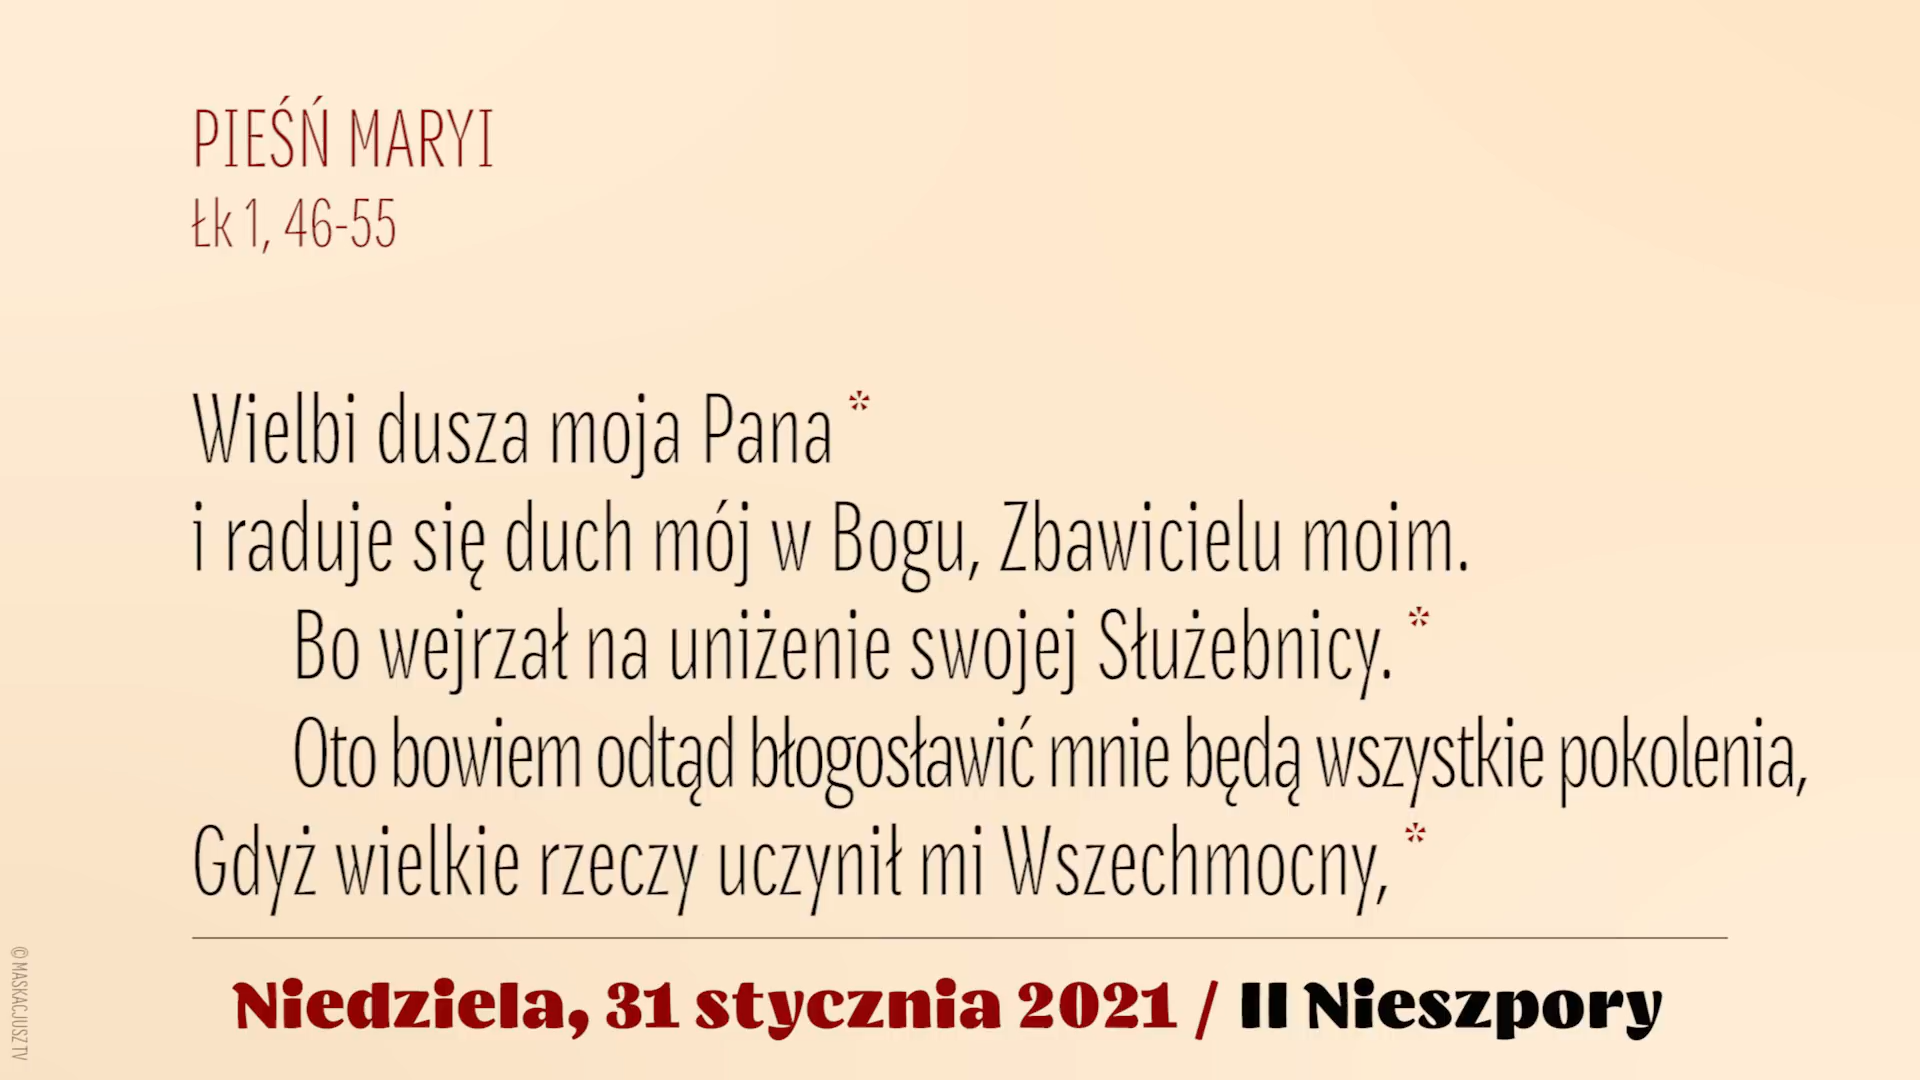 PIEŚŃ MARYI
Łk 1, 46-55
Wielbi dusza moja Pana *
i raduje się duch mój w Bogu, Zbawicielu moim.
Bo wejrzał na uniżenie swojej Służebnicy. *
Oto bowiem odtąd błogosławić mnie będą wszystkie pokolenia,
Gdyż wielkie rzeczy uczynił mi Wszechmocny, *
Niedziela, 31 stycznia 2021 / II Nieszpory
© MASKACJUSZ TV